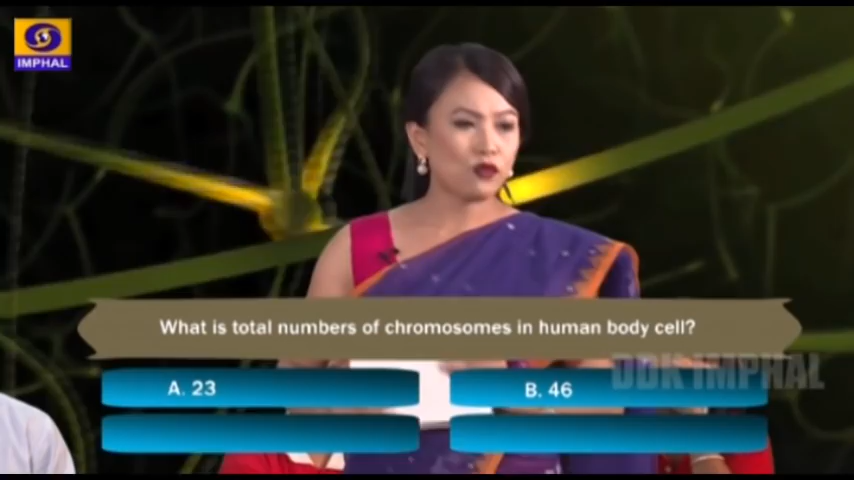 IMPHAL
What is total numbers of chromosomes in human body cell?
A. 23
B. 46
DDK IMPHAL